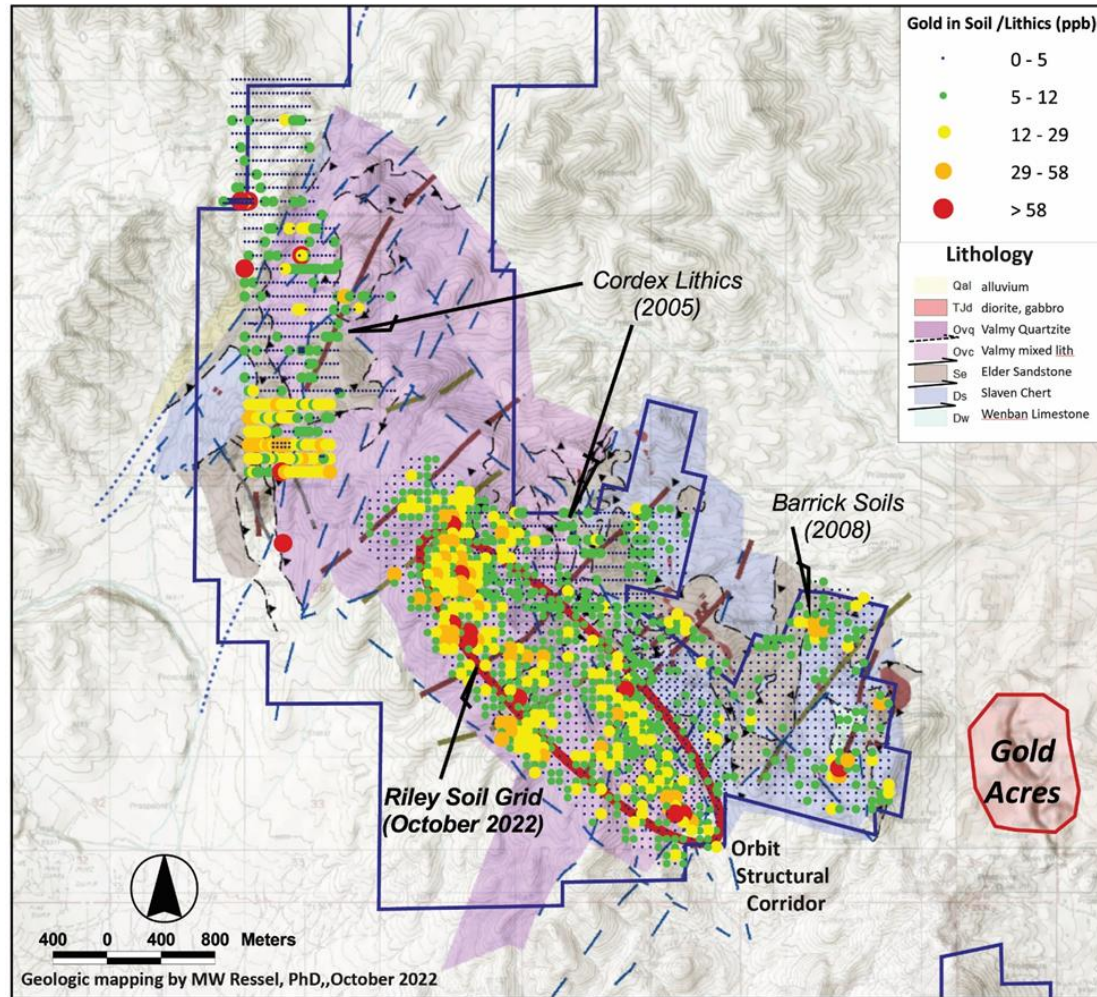 Gold in Soil /Lithics (ppb)
0 - 5
5 - 12
12 - 29
29 - 58
> 58
Lithology
Qal alluvium
TJd diorite, gabbro
Ovq Valmy Quartzite
Ovc Valmy mixed lith
Se Elder Sandstone
Ds Slaven Chert
Dw Wenban Limestone
Cordex Lithics
(2005)
Barrick Soils
(2008)
Gold
Acres
Riley Soil Grid
(October 2022)
Orbit
Structural
Corridor
32
33
400 0 400 800 Meters
Geologic mapping by MW Ressel, PhD,,October 2022